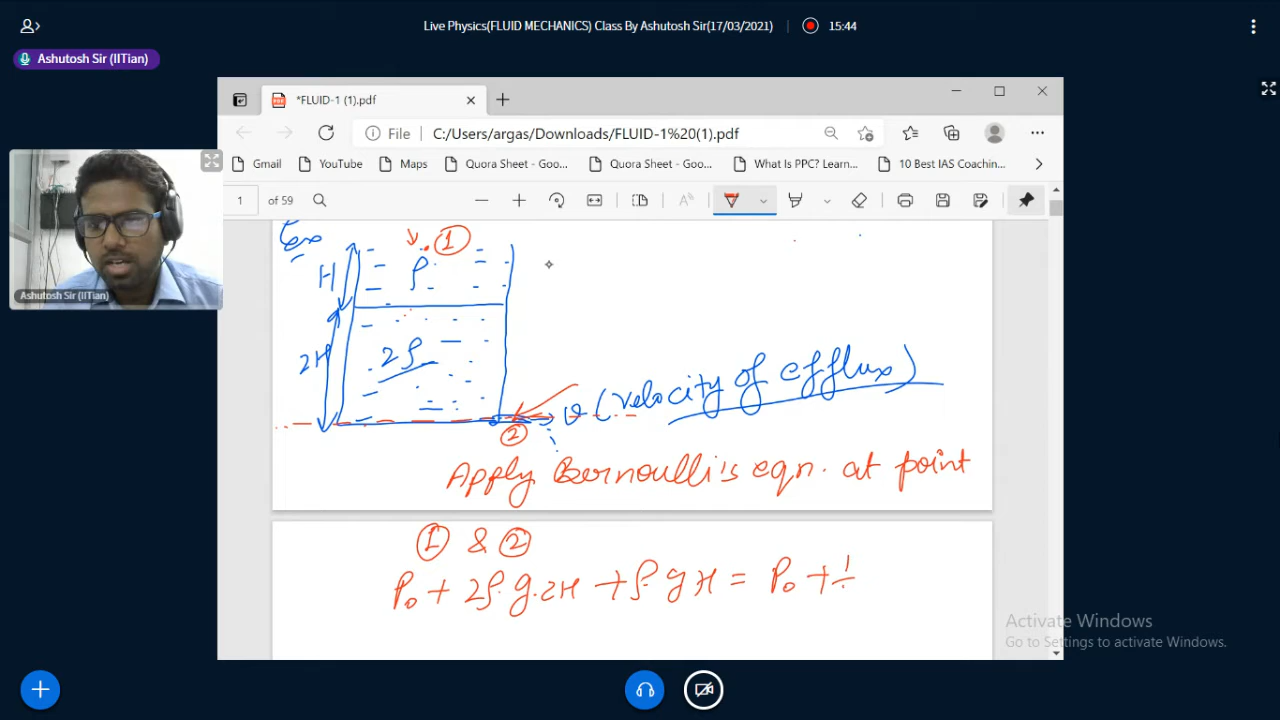 Live Physics(FLUID MECHANICS) Class By Ashutosh Sir(17/03/2021)
15:44
Ashutosh Sir (IITian)
*FLUID-1 (1).pdf
File
C:/Users/argas/Downloads/FLUID-1%20(1).pdf
Gmail
YouTube
Maps
Quora Sheet - Goo...
Quora Sheet - Goo...
What Is PPC? Learn...
10 Best IAS Coachin...
1
of 59
Ashutosh Sir (IITian)
Ex
①
H
ρ
2H
2ρ
v (velocity of efflux)
②
Apply Bernoulli's eqn. at point
① & ②
P₀ + 2ρ.g.2H + ρ.gH = P₀ + 1
Activate Windows
Go to Settings to activate Windows.